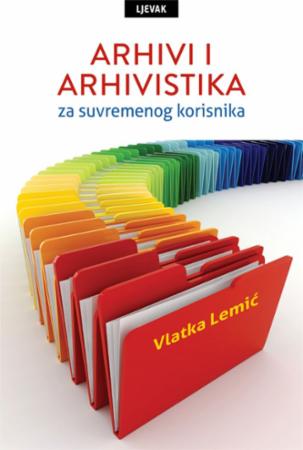 LJEVAK
ARHIVI I
ARHIVISTIKA
za suvremenog korisnika
Vlatka Lemić